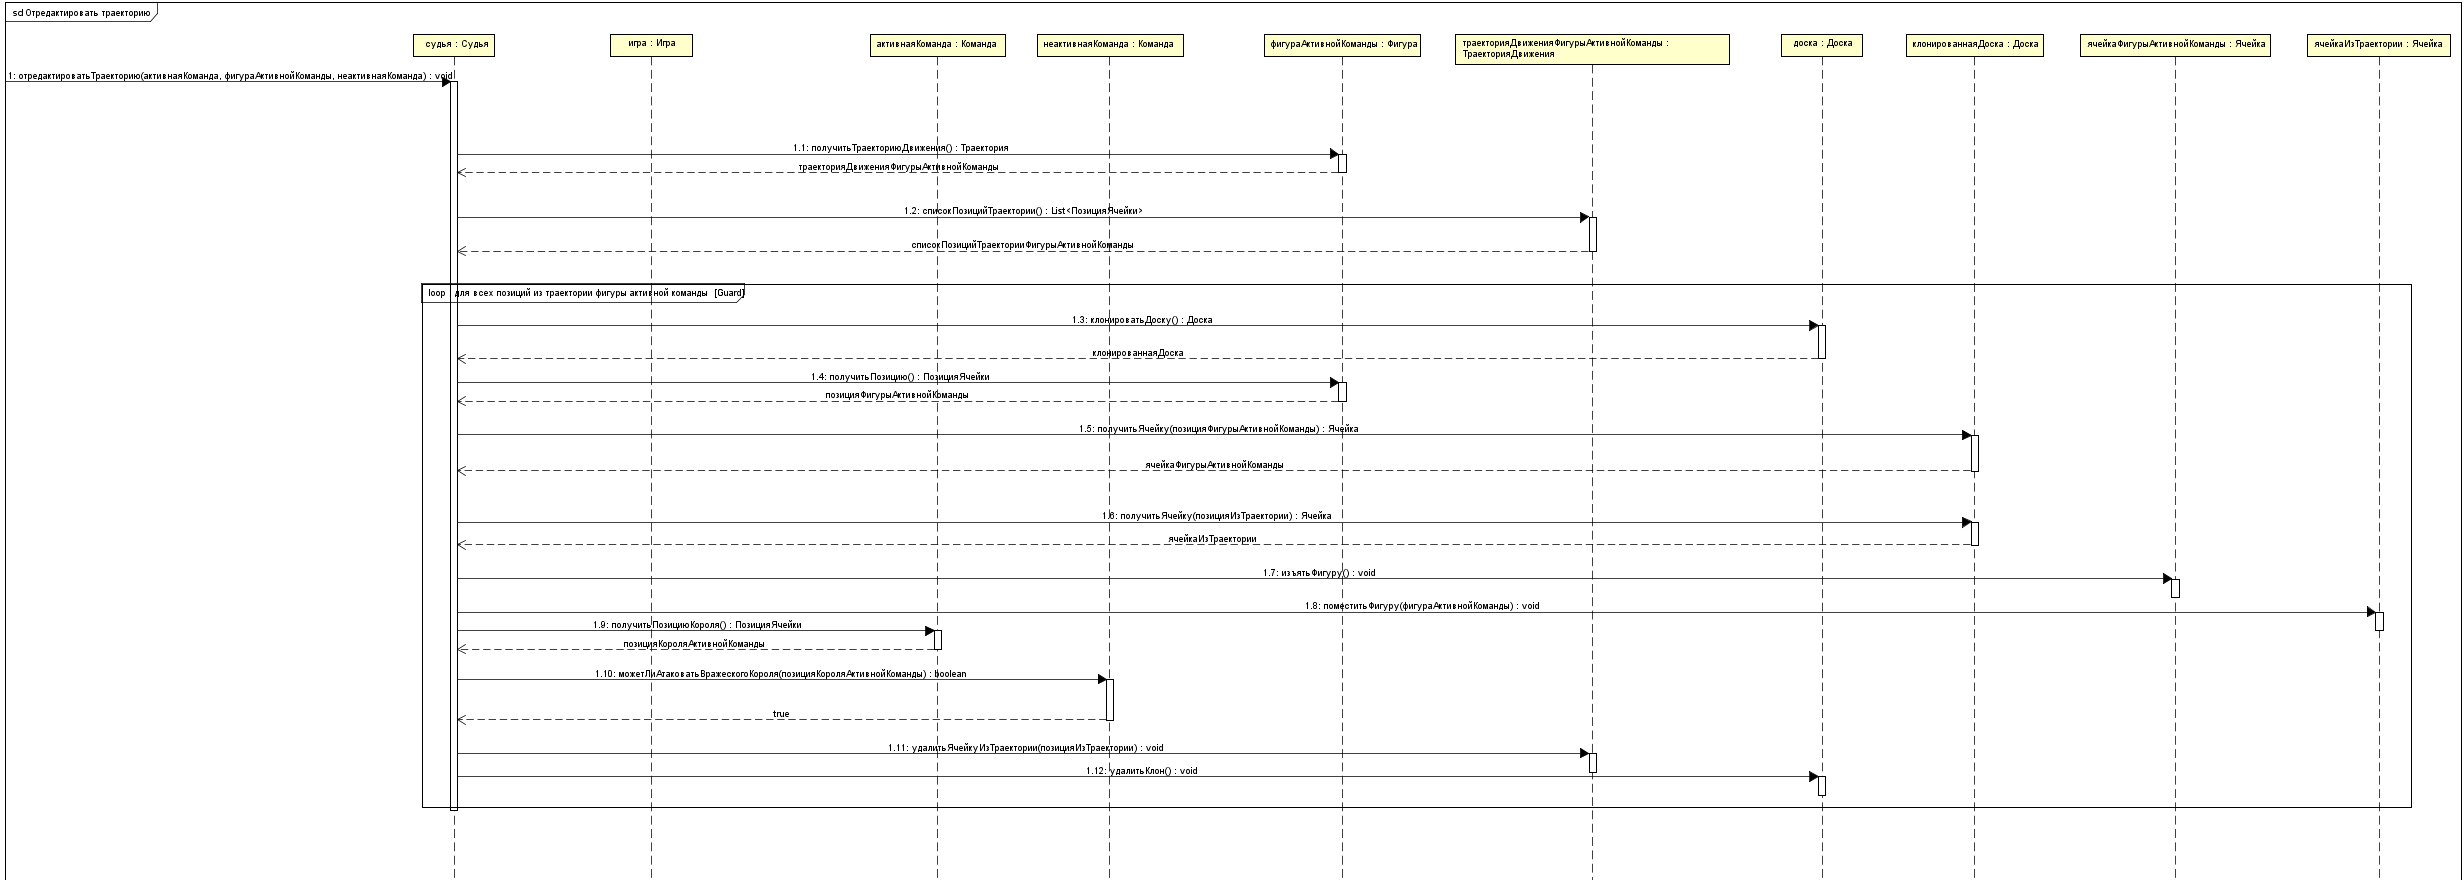 sd Отредактировать траекторию
судья : Судья
игра : Игра
активнаяКоманда : Команда
неактивнаяКоманда : Команда
фигураАктивнойКоманды : Фигура
траекторияДвиженияФигурыАктивнойКоманды :
ТраекторияДвижения
доска : Доска
клонированнаяДоска : Доска
ячейкаФигурыАктивнойКоманды : Ячейка
ячейкаИзТраектории : Ячейка
1: отредактироватьТраекторию(активнаяКоманда, фигураАктивнойКоманды, неактивнаяКоманда) : void
1.1: получитьТраекториюДвижения() : Траектория
траекторияДвиженияФигурыАктивнойКоманды
1.2: списокПозицийТраектории() : List<ПозицияЯчейки>
списокПозицийТраекторииФигурыАктивнойКоманды
loop для всех позиций из траектории фигуры активной команды [Guard]
1.3: клонироватьДоску() : Доска
клонированнаяДоска
1.4: получитьПозицию() : ПозицияЯчейки
позицияФигурыАктивнойКоманды
1.5: получитьЯчейку(позицияФигурыАктивнойКоманды) : Ячейка
ячейкаФигурыАктивнойКоманды
1.6: получитьЯчейку(позицияИзТраектории) : Ячейка
ячейкаИзТраектории
1.7: изъятьФигуру() : void
1.8: поместитьФигуру(фигураАктивнойКоманды) : void
1.9: получитьПозициюКороля() : ПозицияЯчейки
позицияКороляАктивнойКоманды
1.10: можетЛиАтаковатьВражескогоКороля(позицияКороляАктивнойКоманды) : boolean
true
1.11: удалитьЯчейкуИзТраектории(позицияИзТраектории) : void
1.12: удалитьКлон() : void